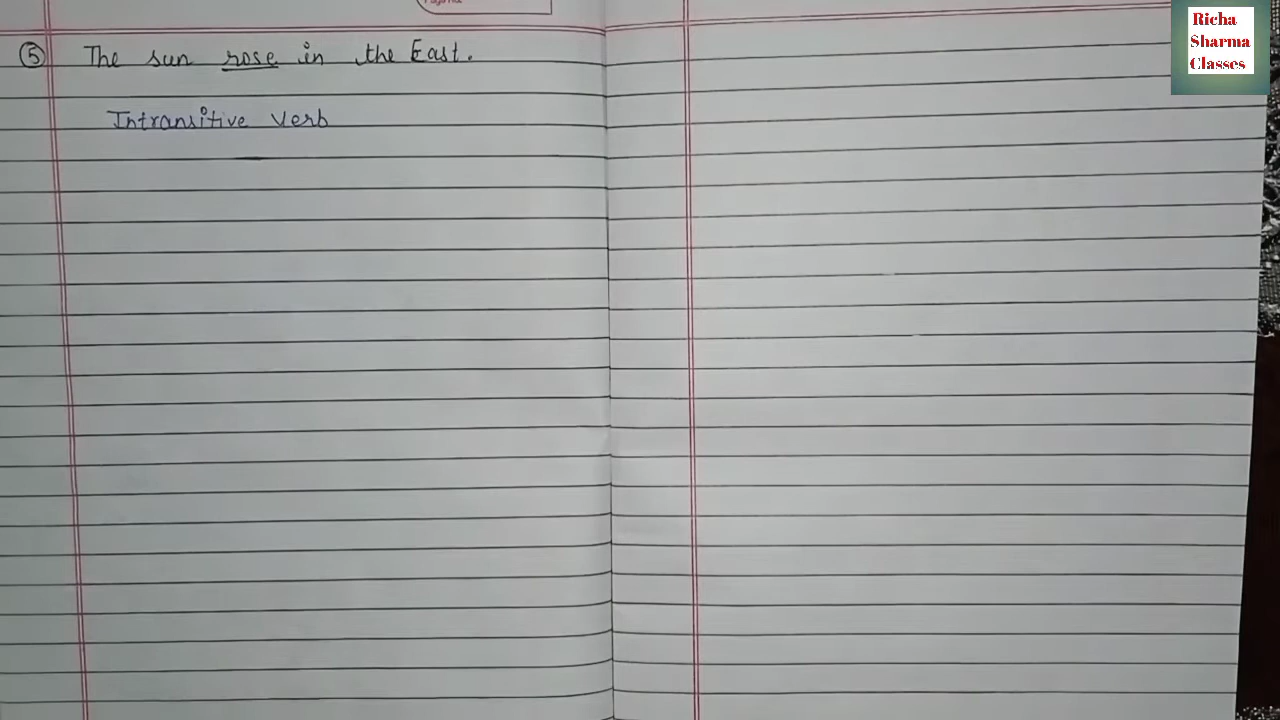 Richa
Sharma
Classes
⑤ The sun rose in the East.
Intransitive Verb